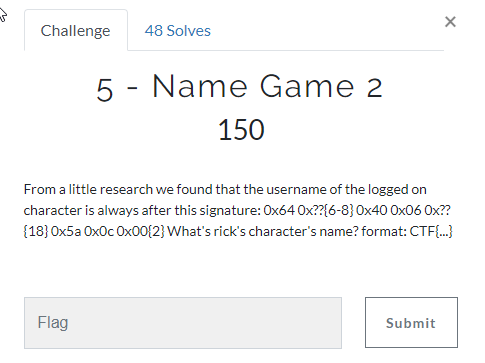 Challenge
48 Solves
×
5 - Name Game 2
150
From a little research we found that the username of the logged on
character is always after this signature: 0x64 0x??{6-8} 0x40 0x06 0x??
{18} 0x5a 0x0c 0x00{2} What's rick's character's name? format: CTF{...}
Flag
Submit